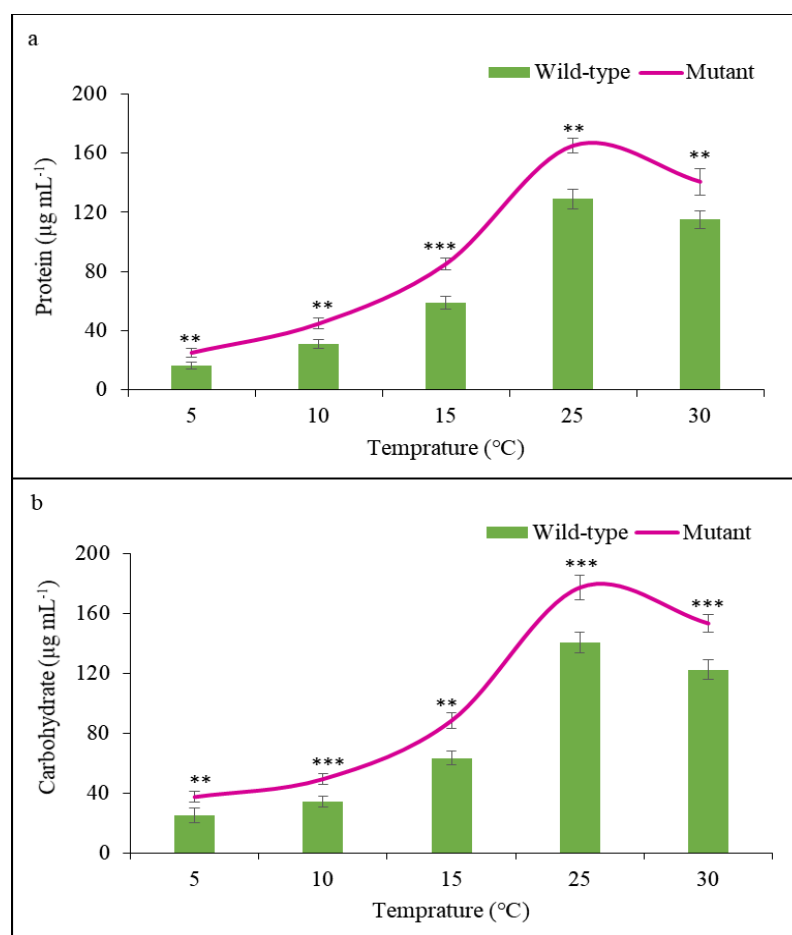 a
Wild-type Mutant
200
160
120
80
40
0
Protein (µg mL⁻¹)
** ** *** ** **
5 10 15 25 30
Temprature (°C)
b
Wild-type Mutant
200
160
120
80
40
0
Carbohydrate (µg mL⁻¹)
** *** ** *** ***
5 10 15 25 30
Temprature (°C)